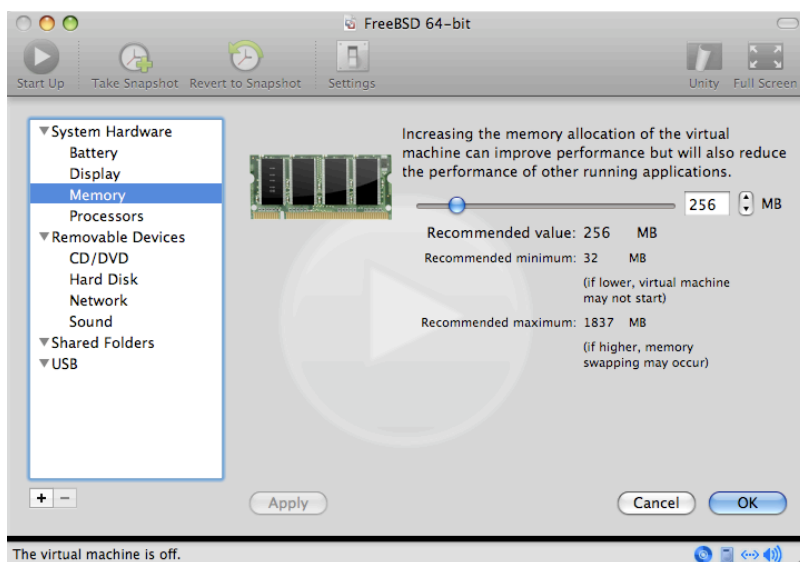 FreeBSD 64-bit
Start Up
Take Snapshot
Revert to Snapshot
Settings
Unity
Full Screen
System Hardware
Battery
Display
Memory
Processors
Removable Devices
CD/DVD
Hard Disk
Network
Sound
Shared Folders
USB
Increasing the memory allocation of the virtual
machine can improve performance but will also reduce
the performance of other running applications.
256 MB
Recommended value: 256 MB
Recommended minimum: 32 MB
(if lower, virtual machine
may not start)
Recommended maximum: 1837 MB
(if higher, memory
swapping may occur)
+ −
Apply
Cancel
OK
The virtual machine is off.